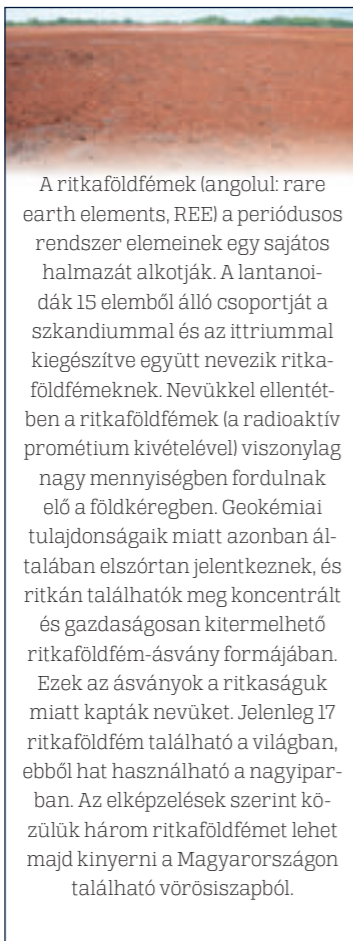 A ritkaföldfémek (angolul: rare
earth elements, REE) a periódusos
rendszer elemeinek egy sajátos
halmazát alkotják. A lantanoi-
dák 15 elemből álló csoportját a
szkandiummal és az ittriummal
kiegészítve együtt nevezik ritka-
földfémeknek. Nevükkel ellentét-
ben a ritkaföldfémek (a radioaktív
prométium kivételével) viszonylag
nagy mennyiségben fordulnak
elő a földkéregben. Geokémiai
tulajdonságaik miatt azonban ál-
talában elszórtan jelentkeznek, és
ritkán találhatók meg koncentrált
és gazdaságosan kitermelhető
ritkaföldfém-ásvány formájában.
Ezek az ásványok a ritkaságuk
miatt kapták nevüket. Jelenleg 17
ritkaföldfém található a világban,
ebből hat használható a nagyipar-
ban. Az elképzelések szerint kö-
zülük három ritkaföldfémet lehet
majd kinyerni a Magyarországon
található vörösiszapból.